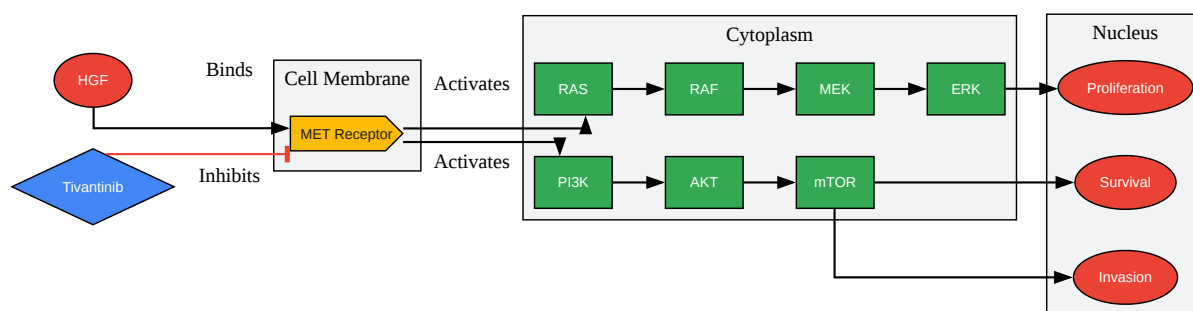 HGF
Binds
Cell Membrane
MET Receptor
Tivantinib
Inhibits
Activates
Activates
Cytoplasm
RAS
RAF
MEK
ERK
PI3K
AKT
mTOR
Nucleus
Proliferation
Survival
Invasion